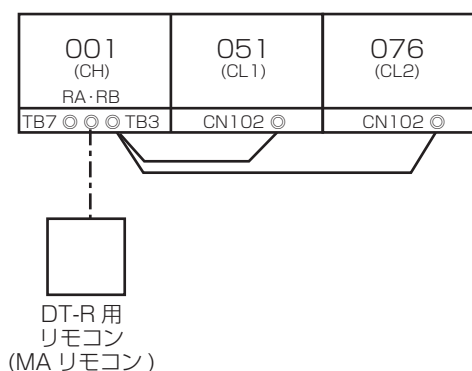 001
(CH)
RA･RB
051
(CL1)
076
(CL2)
TB7 ◎ ◎ ◎ TB3
CN102 ◎
CN102 ◎
DT-R 用
リモコン
(MA リモコン )